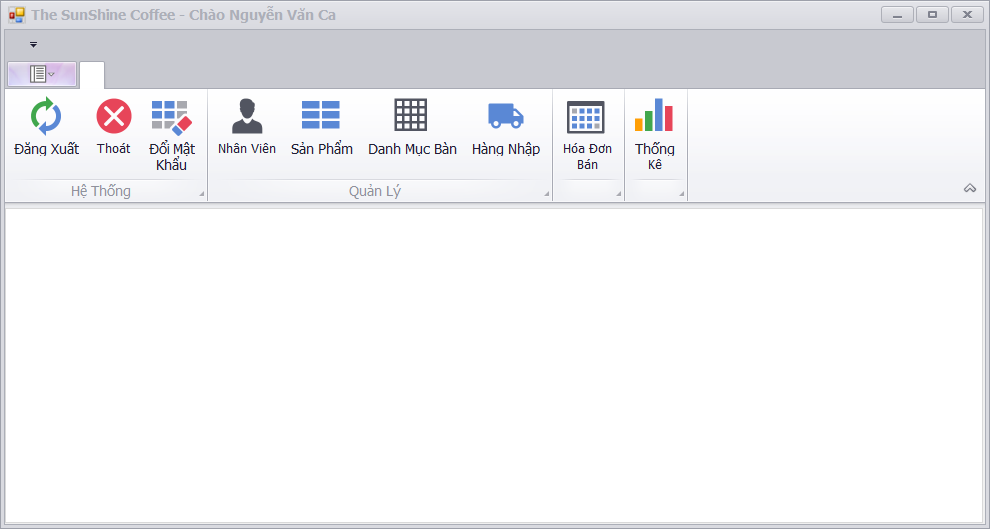 The SunShine Coffee - Chào Nguyễn Văn Ca
Đăng Xuất
Thoát
Đổi Mật
Khẩu
Nhân Viên
Sản Phẩm
Danh Mục Bàn
Hàng Nhập
Hóa Đơn
Bán
Thống
Kê
Hệ Thống
Quản Lý